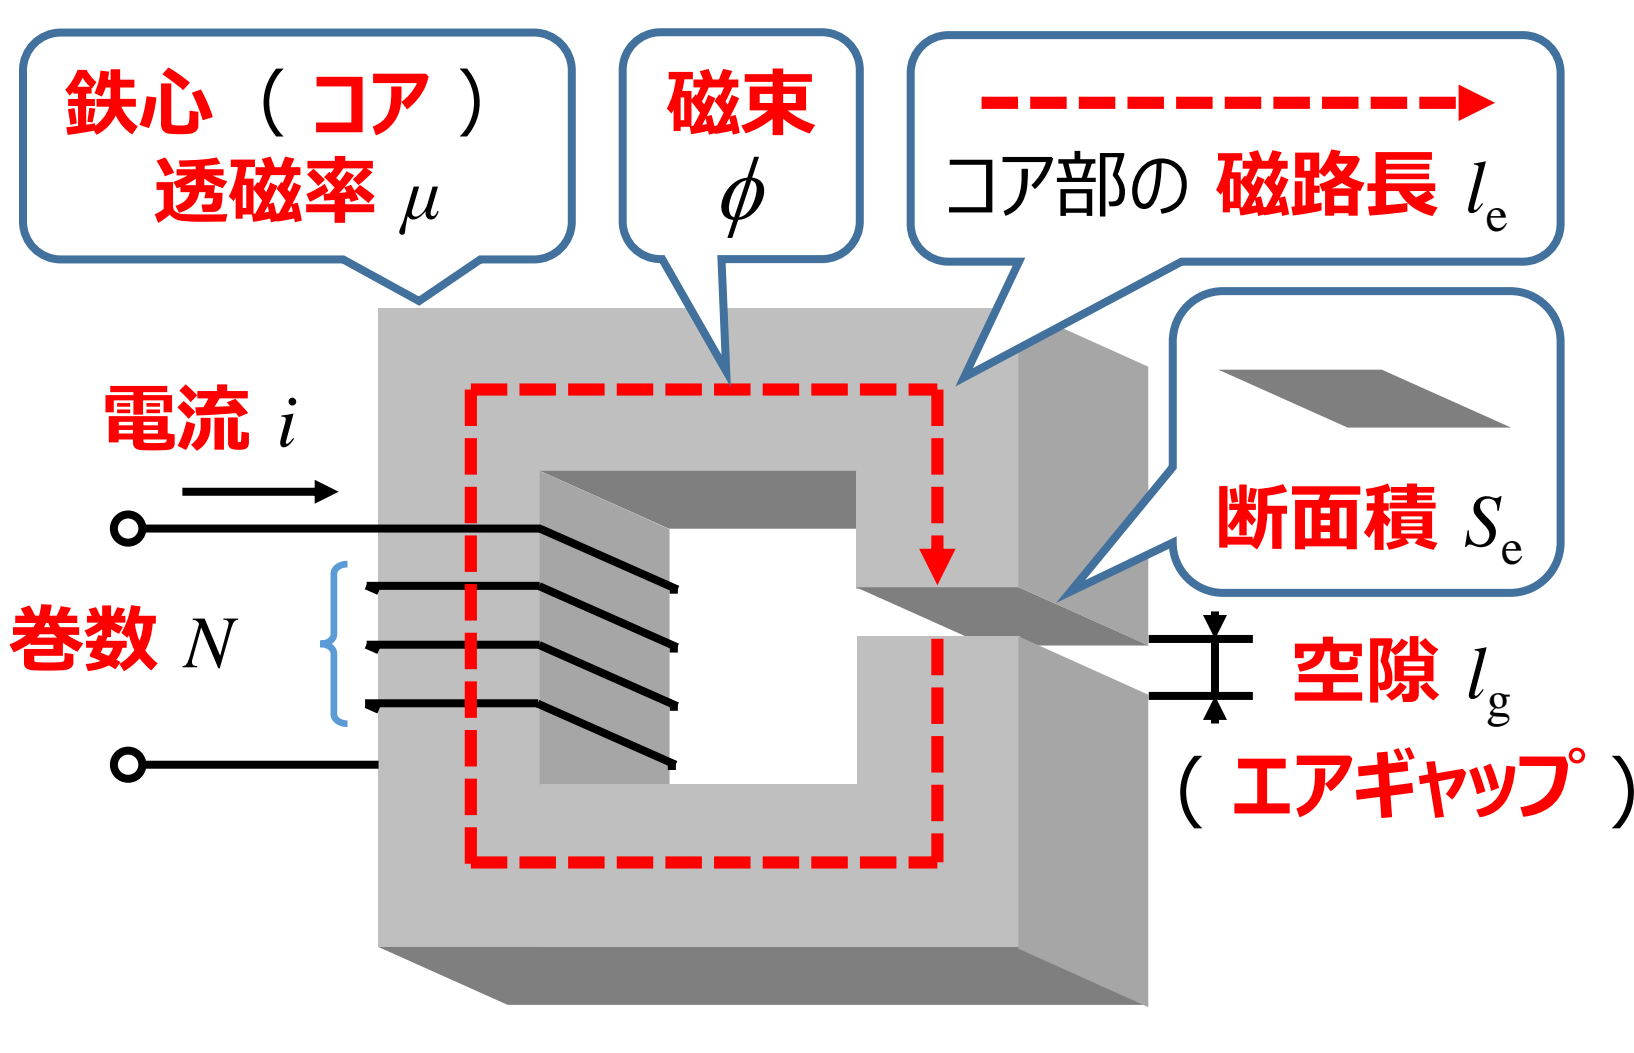 鉄心（コア）
透磁率 μ
磁束
ϕ
コア部の 磁路長 le
電流 i
断面積 Se
巻数 N
空隙 lg
（エアギャップ）